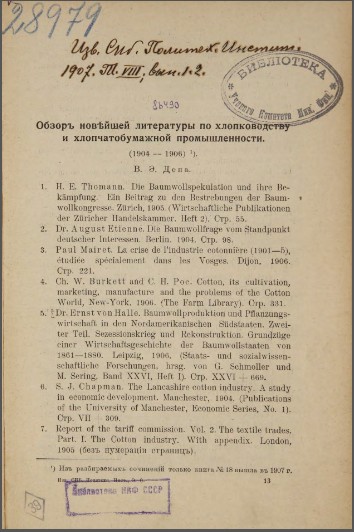 28979
Изв. Спб. Политех. Инстит.
1907. Т. VIII, вып. 1-2.
БИБЛІОТЕКА
Ученаго Комитета Мин. Фин.
Обзоръ новѣйшей литературы по хлопководству
и хлопчатобумажной промышленности.
(1904 — 1906) ¹).
В. Э. Дена.
1. H. E. Thomann. Die Baumwollspekulation und ihre Be-
kämpfung. Ein Beitrag zu den Bestrebungen der Baum-
wollkongresse. Zürich, 1905. (Wirtschaftliche Publikationen
der Züricher Handelskammer. Heft 2). Стр. 55.
2. Dr. August Etienne. Die Baumwollfrage vom Standpunkt
deutscher Interessen. Berlin. 1904. Стр. 98.
3. Paul Mairet. La crise de l'industrie cotonnière (1901—5),
étudiée spécialement dans les Vosges. Dijon, 1906.
Стр. 221.
4. Ch. W. Burkett and C. H. Poe. Cotton, its cultivation,
marketing, manufacture and the problems of the Cotton
World, New-York, 1906. (The Farm Library). Стр. 331.
5. Dr. Ernst von Halle. Baumwollproduktion und Pflanzungs-
wirtschaft in den Nordamerikanischen Südstaaten. Zwei-
ter Teil. Sezessionskrieg und Rekonstruktion. Grundzüge
einer Wirtschaftsgeschichte der Baumwollstaaten von
1861—1880. Leipzig, 1906. (Staats- und sozialwissen-
schaftliche Forschungen, hrsg. von G. Schmoller und
M. Sering, Band XXVI, Heft I). Стр. XXVI + 669.
6. S. J. Chapman. The Lancashire cotton industry. A study
in economic development. Manchester, 1904. (Publications
of the University of Manchester, Economic Series, No. 1).
Стр. VII + 309.
7. Report of the tariff commission. Vol. 2. The textile trades.
Part. I. The Cotton industry. With appendix. London,
1905 (безъ нумераціи страницъ).
¹) Изъ разбираемыхъ сочиненій только книга № 18 вышла въ 1907 г.
13
Библиотека НКФ СССР